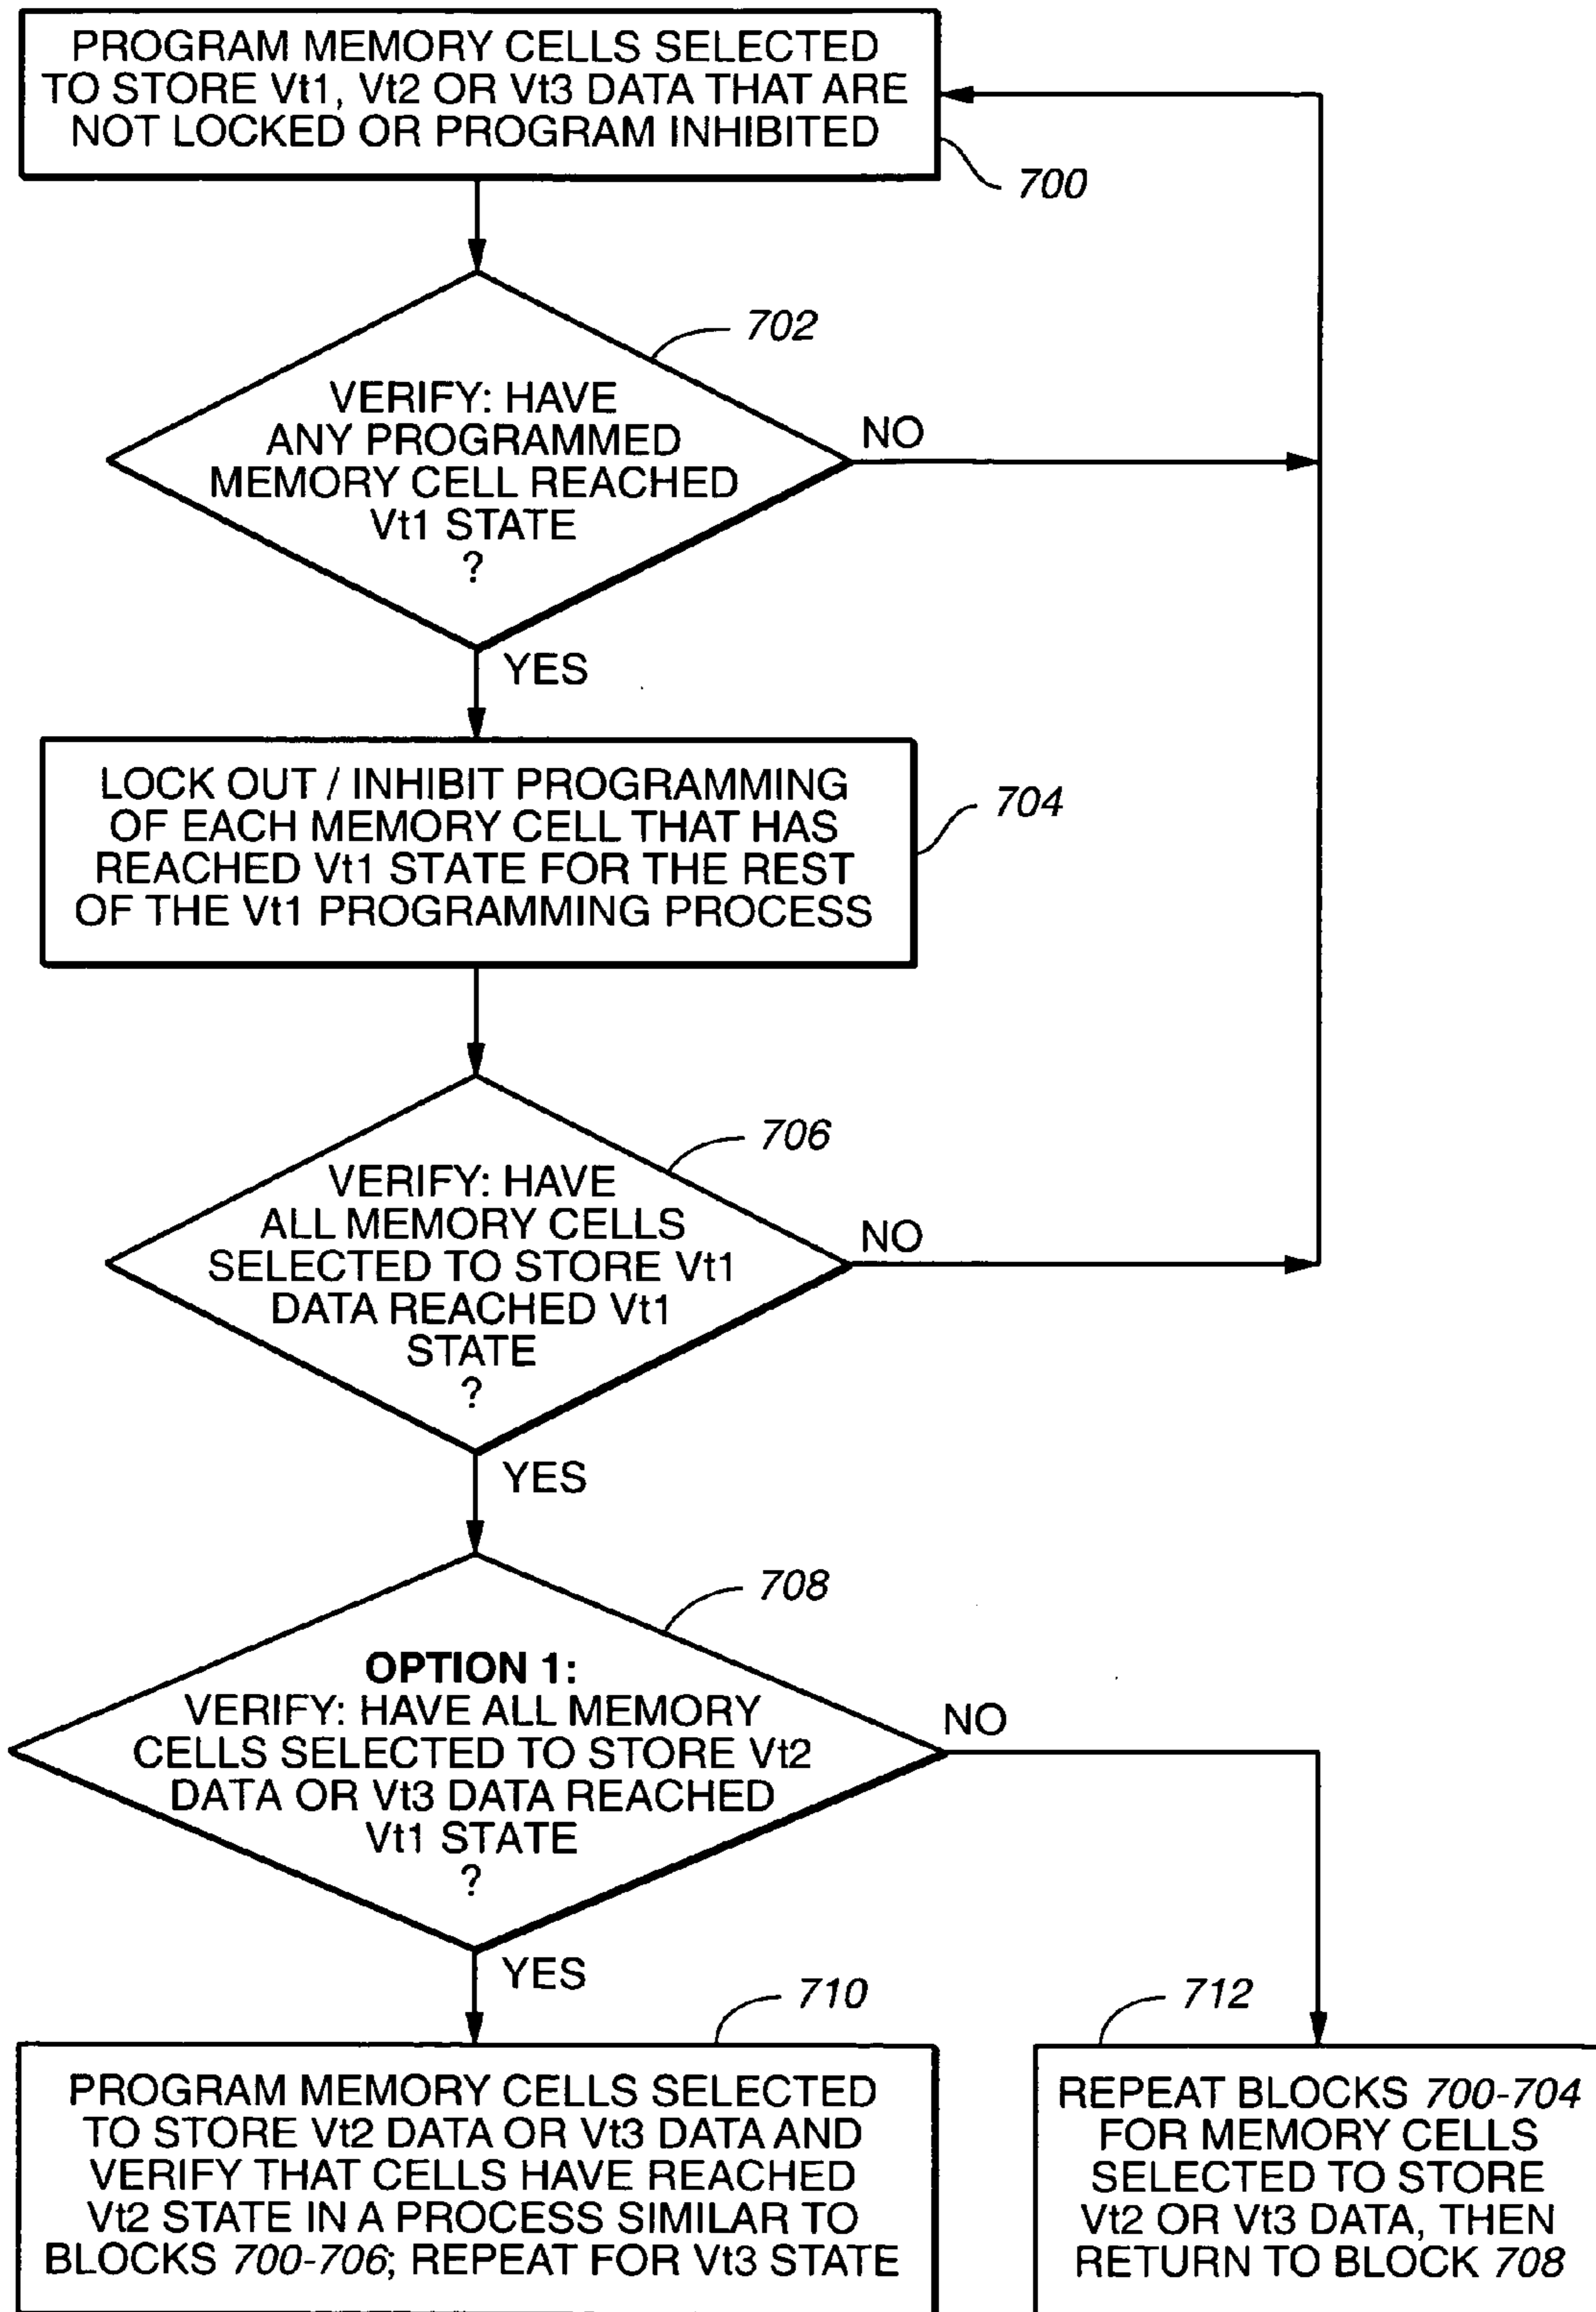 PROGRAM MEMORY CELLS SELECTED
TO STORE Vt1, Vt2 OR Vt3 DATA THAT ARE
NOT LOCKED OR PROGRAM INHIBITED
700
702
VERIFY: HAVE
ANY PROGRAMMED
MEMORY CELL REACHED
Vt1 STATE
?
NO
YES
LOCK OUT / INHIBIT PROGRAMMING
OF EACH MEMORY CELL THAT HAS
REACHED Vt1 STATE FOR THE REST
OF THE Vt1 PROGRAMMING PROCESS
704
706
VERIFY: HAVE
ALL MEMORY CELLS
SELECTED TO STORE Vt1
DATA REACHED Vt1
STATE
?
NO
YES
708
OPTION 1:
VERIFY: HAVE ALL MEMORY
CELLS SELECTED TO STORE Vt2
DATA OR Vt3 DATA REACHED
Vt1 STATE
?
NO
YES
710
PROGRAM MEMORY CELLS SELECTED
TO STORE Vt2 DATA OR Vt3 DATA AND
VERIFY THAT CELLS HAVE REACHED
Vt2 STATE IN A PROCESS SIMILAR TO
BLOCKS 700-706; REPEAT FOR Vt3 STATE
712
REPEAT BLOCKS 700-704
FOR MEMORY CELLS
SELECTED TO STORE
Vt2 OR Vt3 DATA, THEN
RETURN TO BLOCK 708